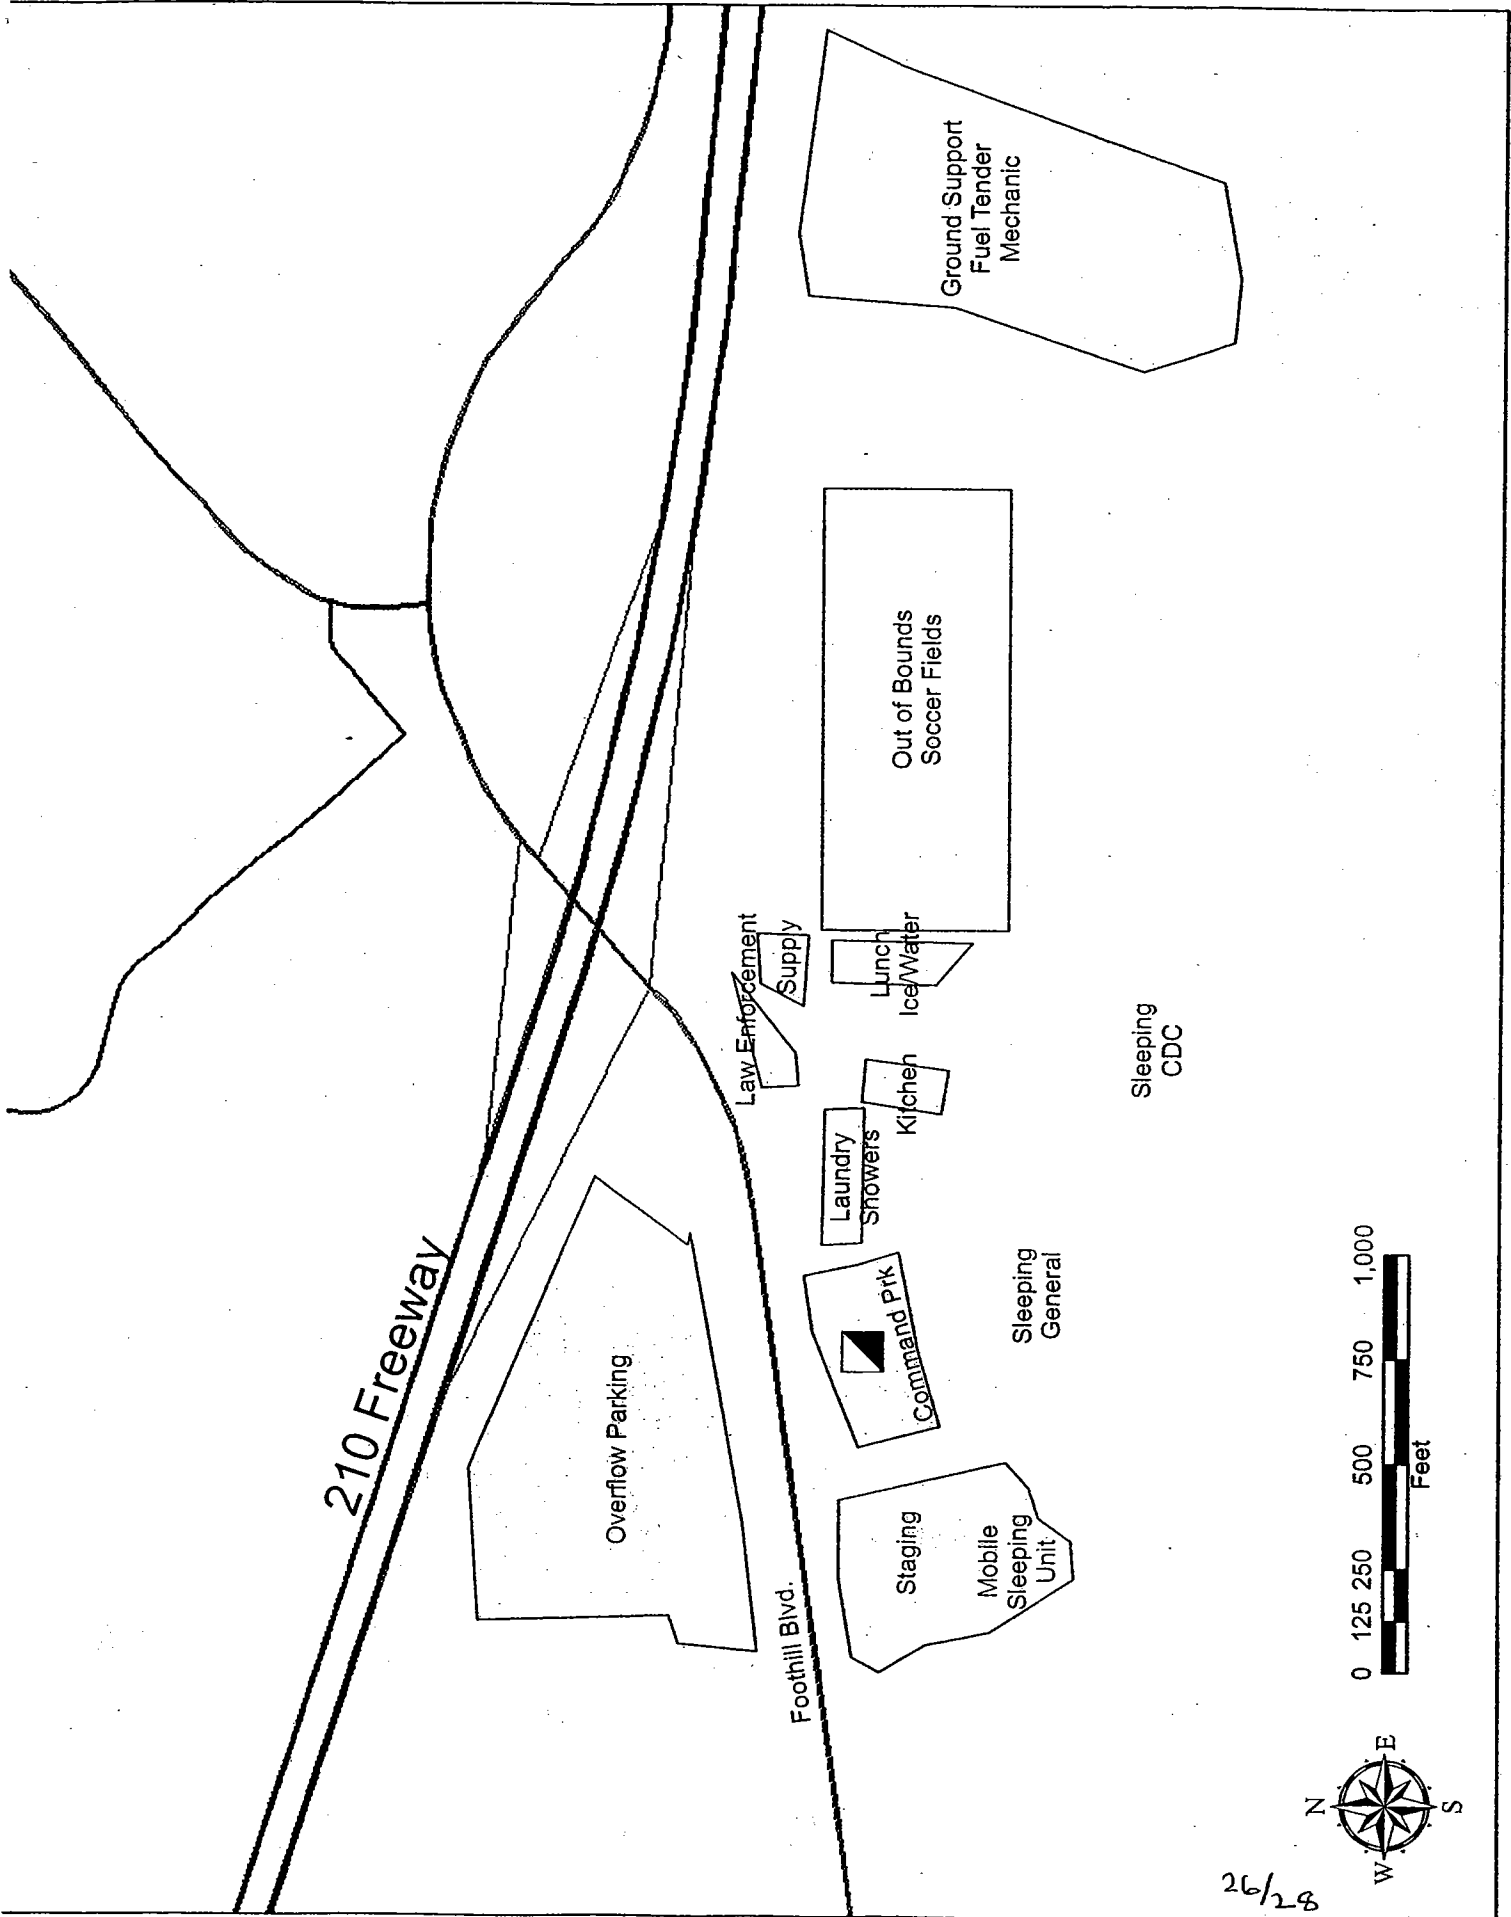 210 Freeway
Overflow Parking
Foothill Blvd.
Law Enforcement
Supply
Ground Support
Fuel Tender
Mechanic
Staging
Mobile
Sleeping
Unit
Command Prk
Laundry
Showers
Kitchen
Lunch
Ice/Water
Out of Bounds
Soccer Fields
Sleeping
General
Sleeping
CDC
N
W
E
S
0 125 250 500 750 1,000
Feet
26/28